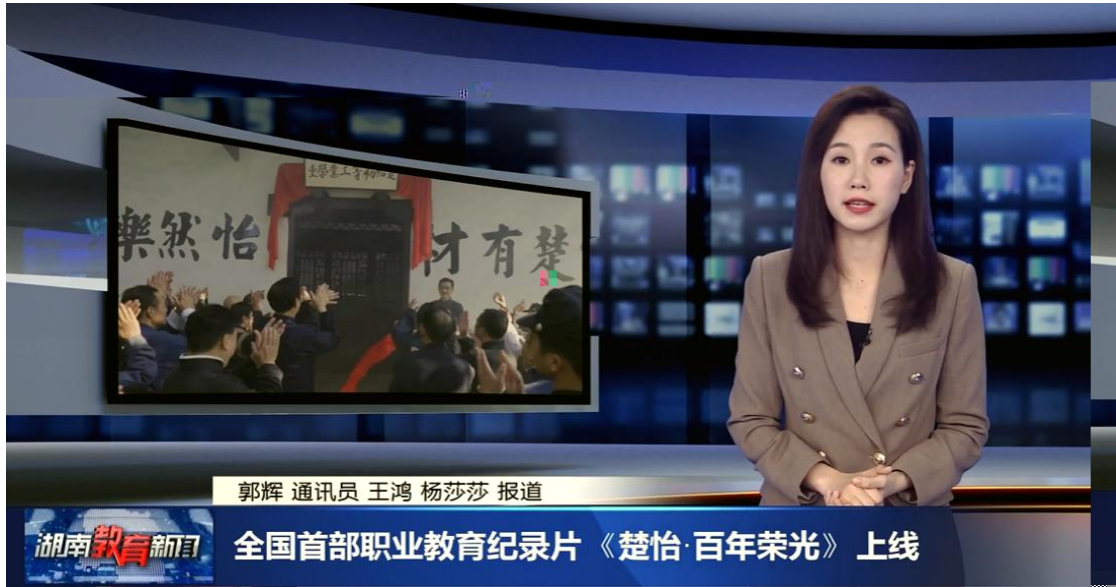 楚有才
怡然樂
郭辉 通讯员 王鸿 杨莎莎 报道
湖南教育新闻
全国首部职业教育纪录片《楚怡·百年荣光》上线